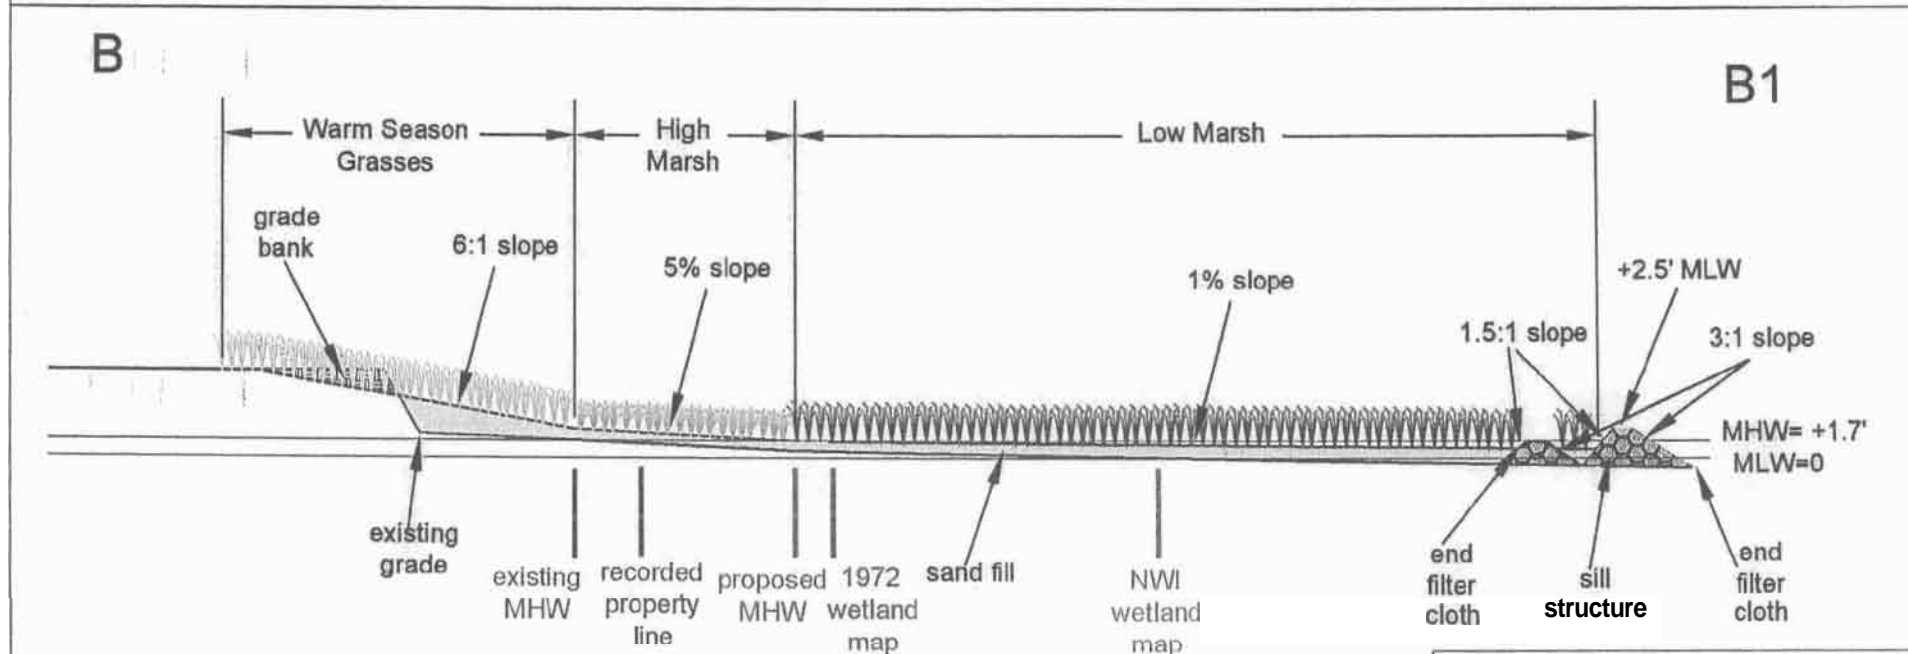 B
B1
Warm Season
Grasses
High
Marsh
Low Marsh
grade
bank
6:1 slope
5% slope
1% slope
+2.5' MLW
1.5:1 slope
3:1 slope
MHW= +1.7'
MLW=0
existing
grade
existing
MHW
recorded
property
line
proposed
MHW
1972
wetland
map
sand fill
NWI
wetland
map
end
filter
cloth
sill
structure
end
filter
cloth